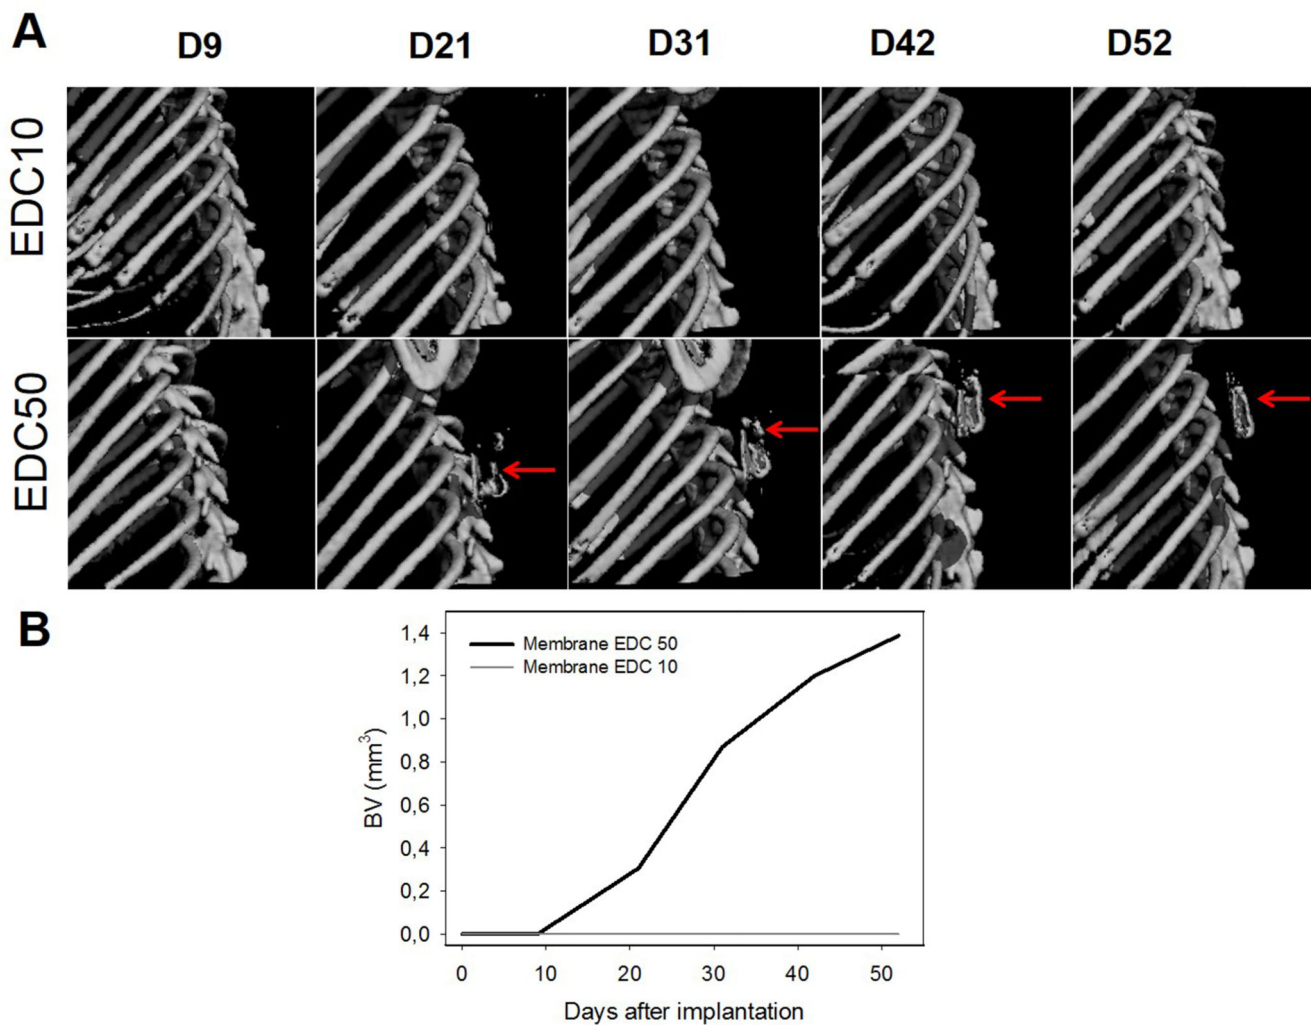 A
D9 D21 D31 D42 D52
EDC10
EDC50
B
1,4
1,2
1,0
0,8
0,6
0,4
0,2
0,0
BV (mm³)
Membrane EDC 50
Membrane EDC 10
0 10 20 30 40 50
Days after implantation